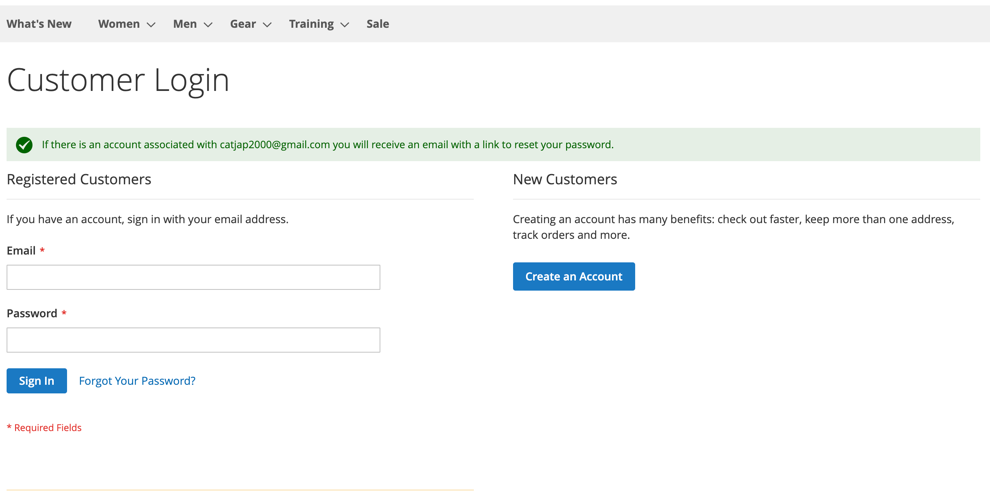 What's New Women Men Gear Training Sale
Customer Login
If there is an account associated with catjap2000@gmail.com you will receive an email with a link to reset your password.
Registered Customers
If you have an account, sign in with your email address.
Email *
Password *
Sign In Forgot Your Password?
* Required Fields
New Customers
Creating an account has many benefits: check out faster, keep more than one address,
track orders and more.
Create an Account